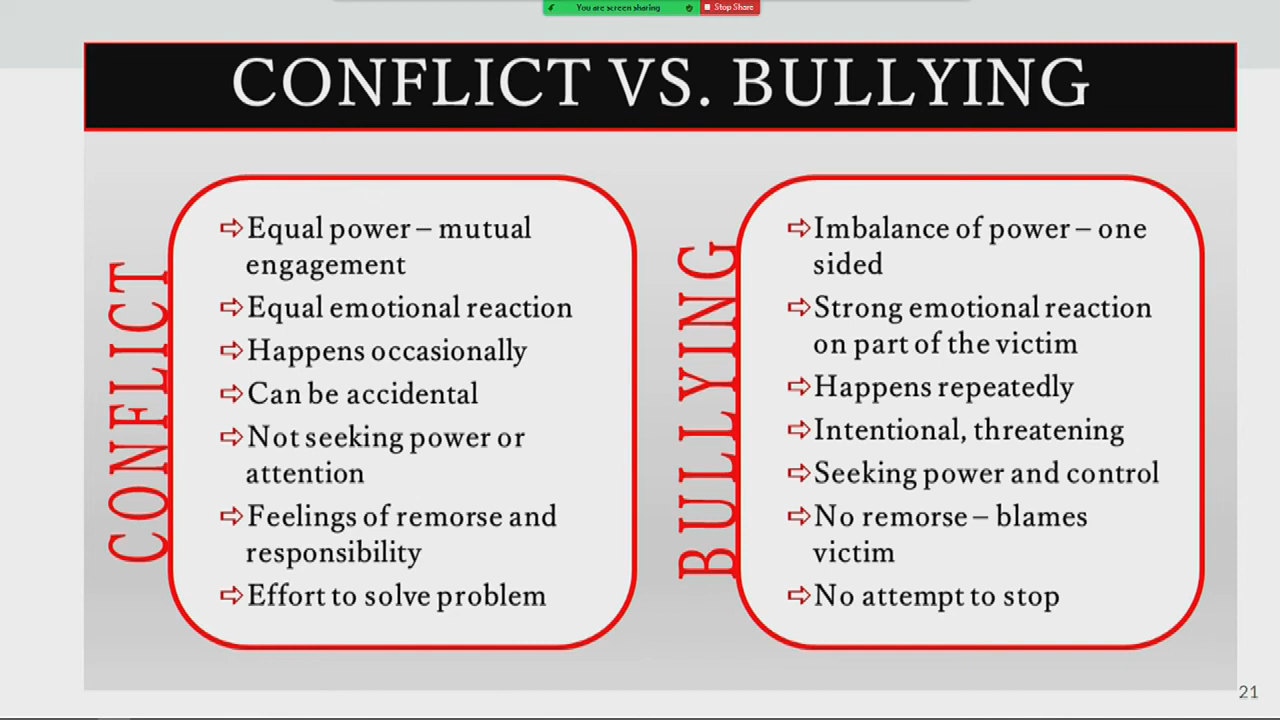 You are screen sharing
Stop Share
CONFLICT VS. BULLYING
CONFLICT
⇨Equal power – mutual
engagement
⇨Equal emotional reaction
⇨Happens occasionally
⇨Can be accidental
⇨Not seeking power or
attention
⇨Feelings of remorse and
responsibility
⇨Effort to solve problem
BULLYING
⇨Imbalance of power – one
sided
⇨Strong emotional reaction
on part of the victim
⇨Happens repeatedly
⇨Intentional, threatening
⇨Seeking power and control
⇨No remorse – blames
victim
⇨No attempt to stop
21